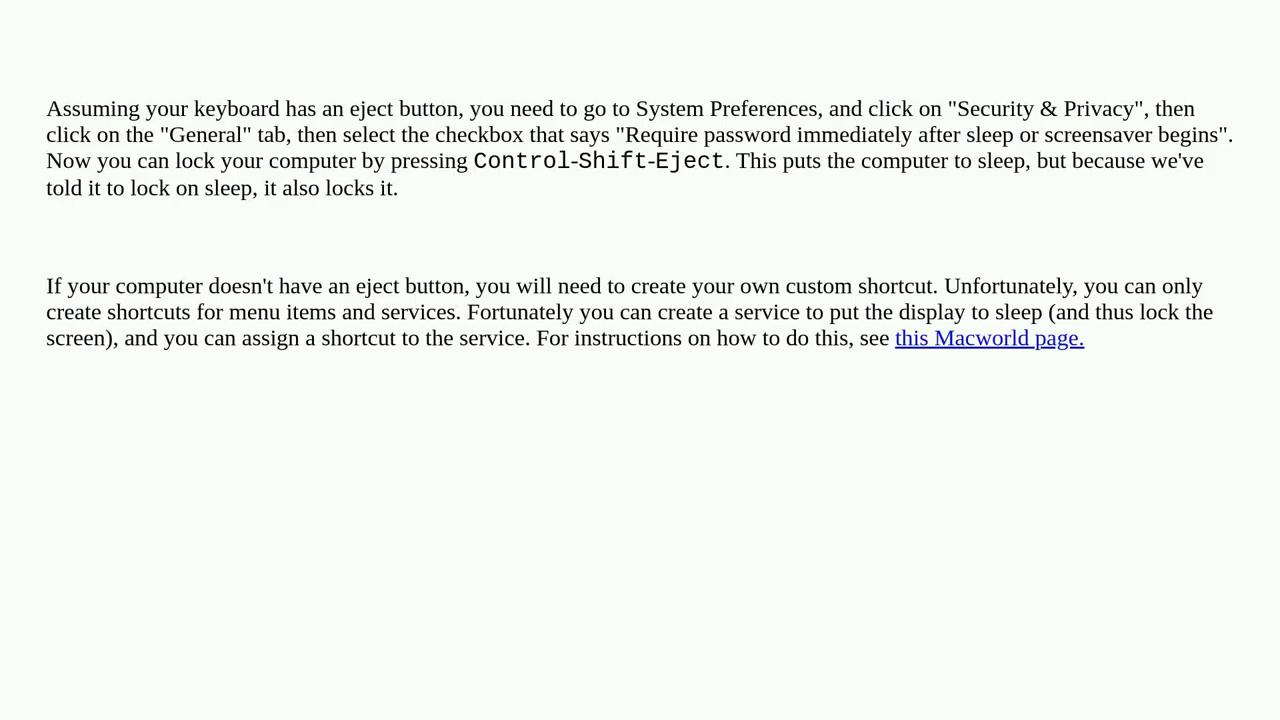 Assuming your keyboard has an eject button, you need to go to System Preferences, and click on "Security & Privacy", then
click on the "General" tab, then select the checkbox that says "Require password immediately after sleep or screensaver begins".
Now you can lock your computer by pressing Control-Shift-Eject. This puts the computer to sleep, but because we've
told it to lock on sleep, it also locks it.
If your computer doesn't have an eject button, you will need to create your own custom shortcut. Unfortunately, you can only
create shortcuts for menu items and services. Fortunately you can create a service to put the display to sleep (and thus lock the
screen), and you can assign a shortcut to the service. For instructions on how to do this, see this Macworld page.